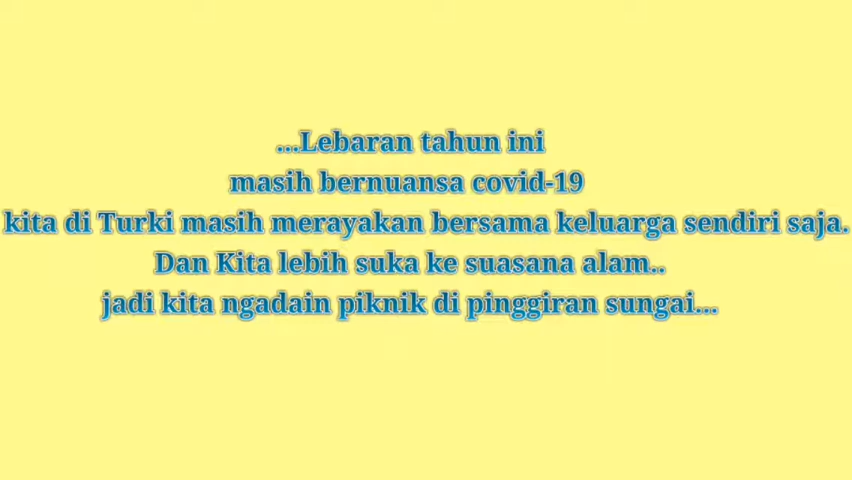 ...Lebaran tahun ini
masih bernuansa covid-19
kita di Turki masih merayakan bersama keluarga sendiri saja.
Dan Kita lebih suka ke suasana alam..
jadi kita ngadain piknik di pinggiran sungai...